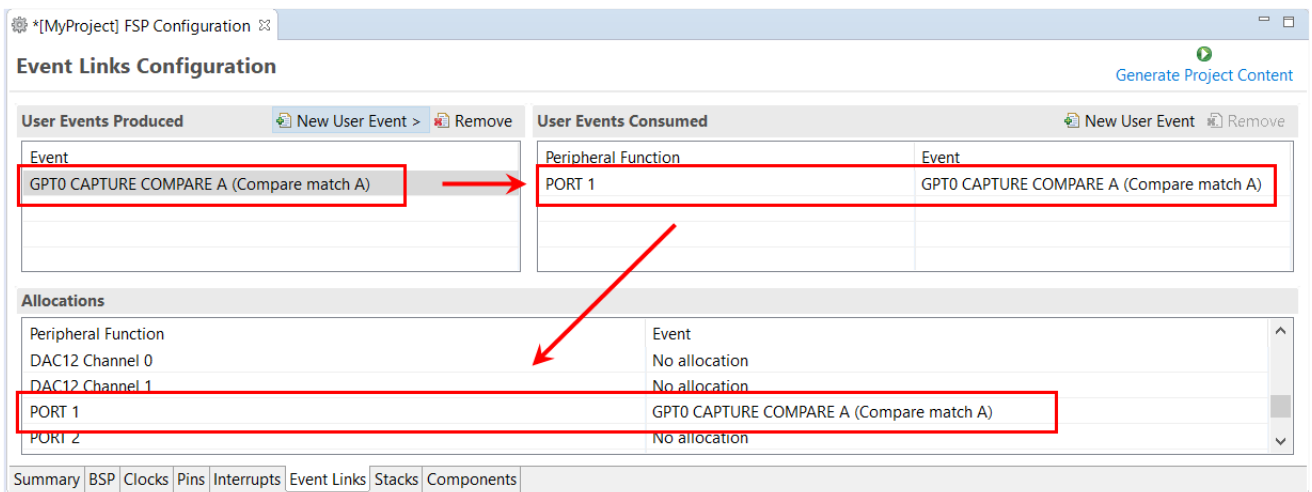 *[MyProject] FSP Configuration
Event Links Configuration
Generate Project Content
User Events Produced New User Event > Remove
User Events Consumed New User Event Remove
Event
GPT0 CAPTURE COMPARE A (Compare match A)
Peripheral Function Event
PORT 1 GPT0 CAPTURE COMPARE A (Compare match A)
Allocations
Peripheral Function Event
DAC12 Channel 0 No allocation
DAC12 Channel 1 No allocation
PORT 1 GPT0 CAPTURE COMPARE A (Compare match A)
PORT 2 No allocation
Summary BSP Clocks Pins Interrupts Event Links Stacks Components